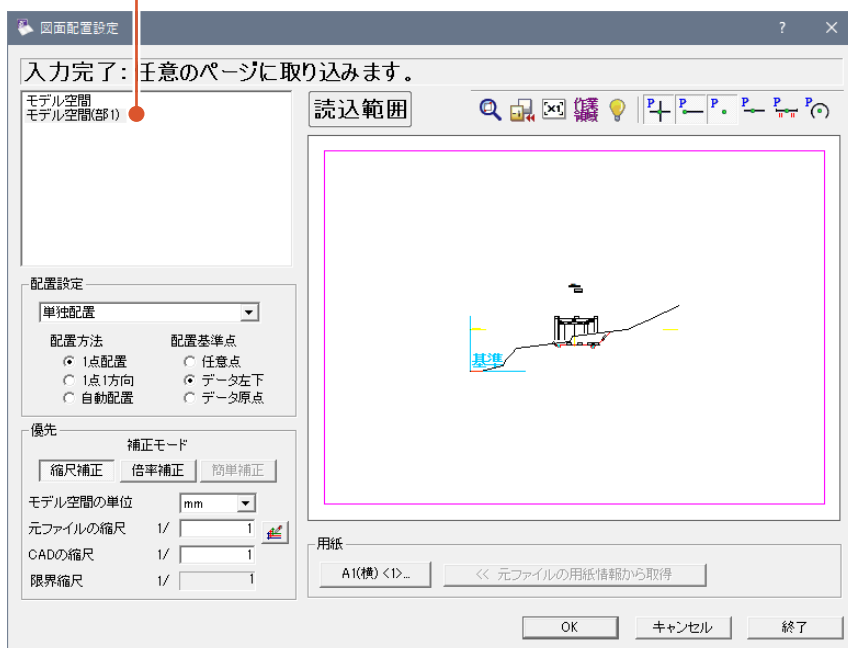 図面配置設定
? ×
入力完了: 任意のページに取り込みます。
モデル空間
モデル空間(部1)
読込範囲
×1 作業 編集 P P P P P P
基準
配置設定
単独配置
配置方法 配置基準点
1点配置 任意点
1点1方向 データ左下
自動配置 データ原点
優先
補正モード
縮尺補正 倍率補正 簡単補正
モデル空間の単位 mm
元ファイルの縮尺 1/ 1
CADの縮尺 1/ 1
限界縮尺 1/ 1
用紙
A1(横) <1>... << 元ファイルの用紙情報から取得
OK キャンセル 終了